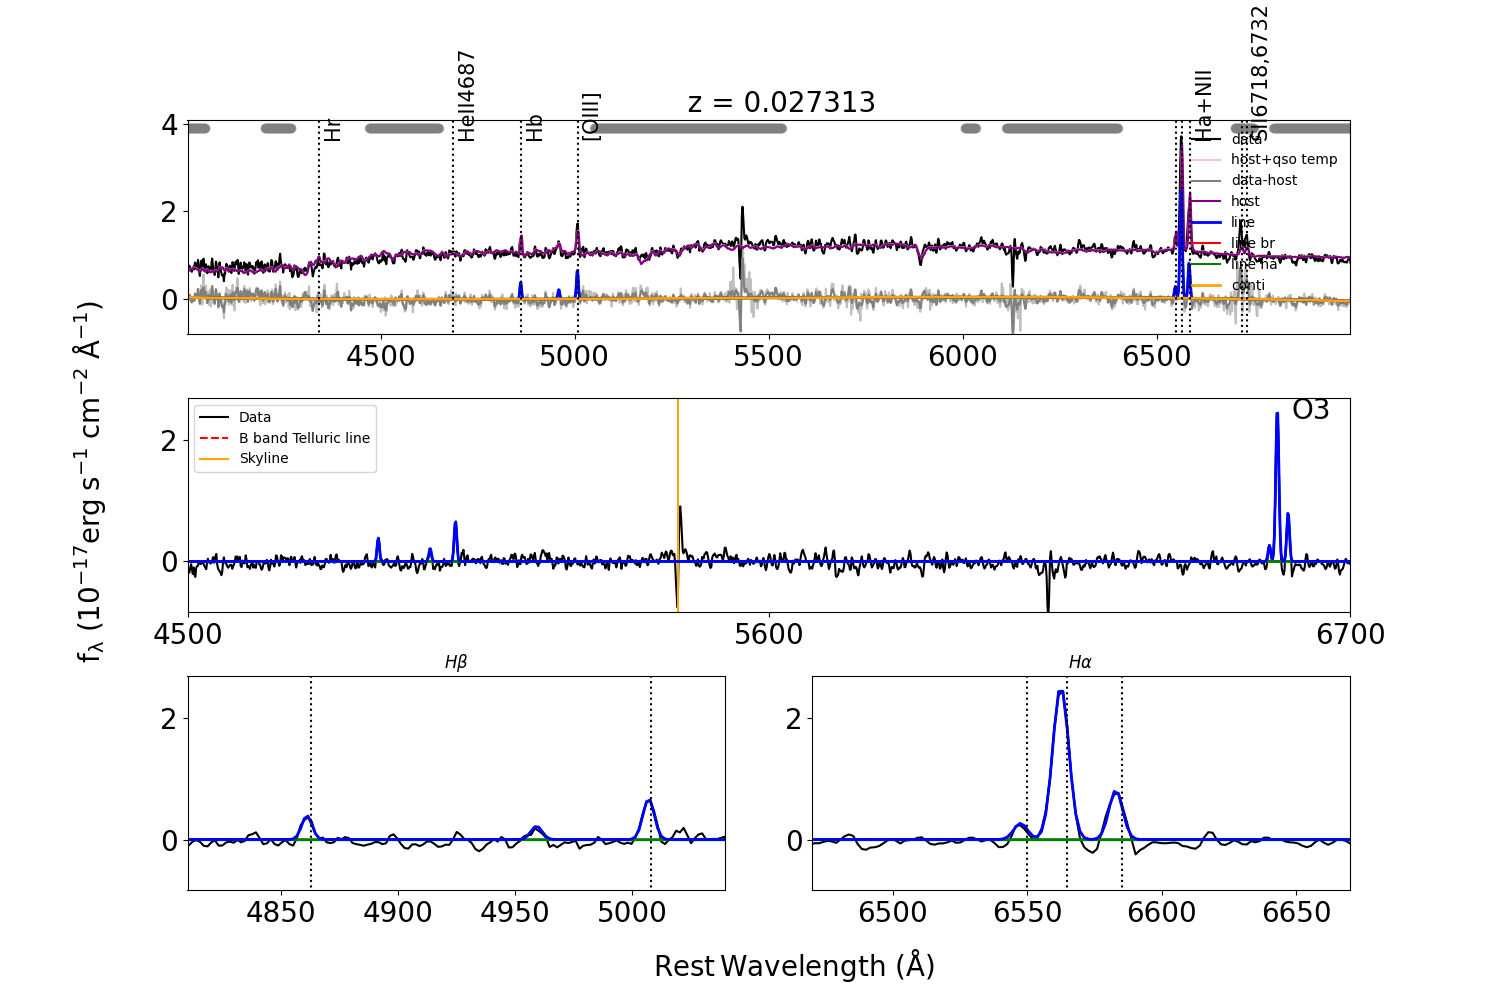 z = 0.027313
Hr
HeII4687
Hb
[OIII]
Ha+NII
SII6718,6732
4
2
0
data
host+qso temp
data-host
host
line
line br
line na
conti
4500
5000
5500
6000
6500
fλ (10−17erg s−1 cm−2 Å−1)
Data
B band Telluric line
Skyline
O3
2
0
4500
5600
6700
Hβ
2
0
4850
4900
4950
5000
Hα
2
0
6500
6550
6600
6650
Rest Wavelength (Å)